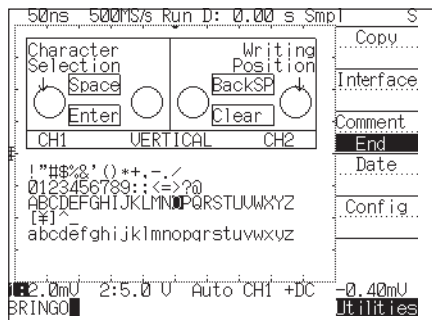 50ns 500MS/s Run D: 0.00 s Smpl S
Character Selection
Writing Position
Space
BackSP
Enter
Clear
CH1 VERTICAL CH2
!"#$%&'()*+,-./
0123456789:;<=>?@
ABCDEFGHIJKLMNOPQRSTUVWXYZ
[¥]^_
abcdefghijklmnopqrstuvwxyz
Copy
Interface
Comment
End
Date
Config
2.0mV 2:5.0 V Auto CH1 +DC -0.40mV
BRINGO
Utilities